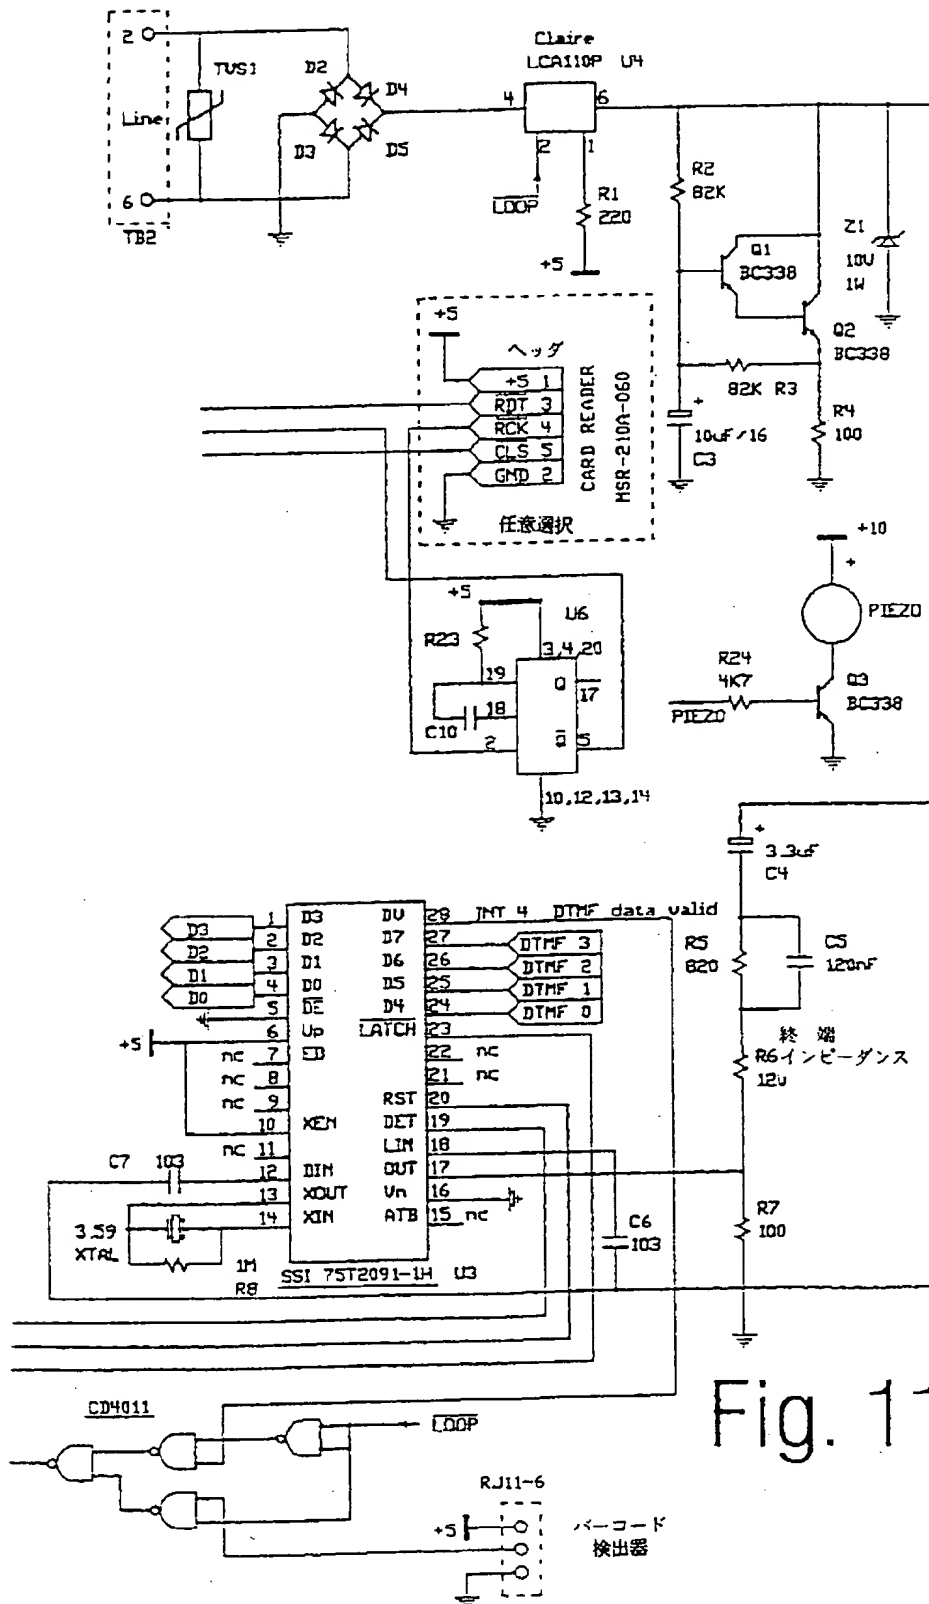 Claire
LCA110P U4
2
TVS1
D2
D4
Line
D3
D5
4
6
2
1
LOOP
R1
220
+5
6
TB2
R2
82K
Q1
BC338
Z1
10V
1W
Q2
BC338
82K R3
+
10uF/16
C3
R4
100
+5
ヘッダ
+5 1
RDT 3
RCK 4
CLS 5
GND 2
CARD READER
MSR-210A-060
任意選択
+10
+
PIEZO
R24
4K7
PIEZO
Q3
BC338
+5
U6
R23
3,4,20
19
Q
17
18
C10
2
Q
5
10,12,13,14
+
3.3uF
C4
R5
820
C5
120nF
終端
R6インピーダンス
12u
R7
100
D3
D2
D1
D0
1 D3
2 D2
3 D1
4 D0
5 DE
6 Vp
+5
nc 7 ED
nc 8
nc 9
10 XEN
nc 11
C7 103
12 DIN
13 XOUT
14 XIN
3.59
XTAL
1M
R8
DV 28 INT 4 DTMF data valid
D7 27 DTMF 3
D6 26 DTMF 2
D5 25 DTMF 1
D4 24 DTMF 0
LATCH 23
22 nc
21 nc
RST 20
DET 19
LIN 18
OUT 17
Vn 16
ATB 15 nc
C6
103
SSI 75T2091-1H U3
CD4011
LOOP
Fig. 11
RJ11-6
+5
バーコード
検出器